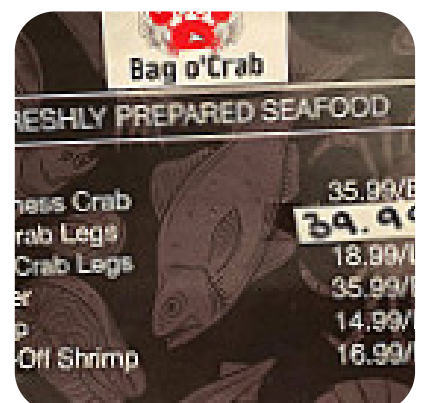 Bag o'Crab
RESHLY PREPARED SEAFOOD
ness Crab 35.99/
rab Legs 39.99
Crab Legs 18.99/
er 35.99/
p 14.99/
-Off Shrimp 16.99/